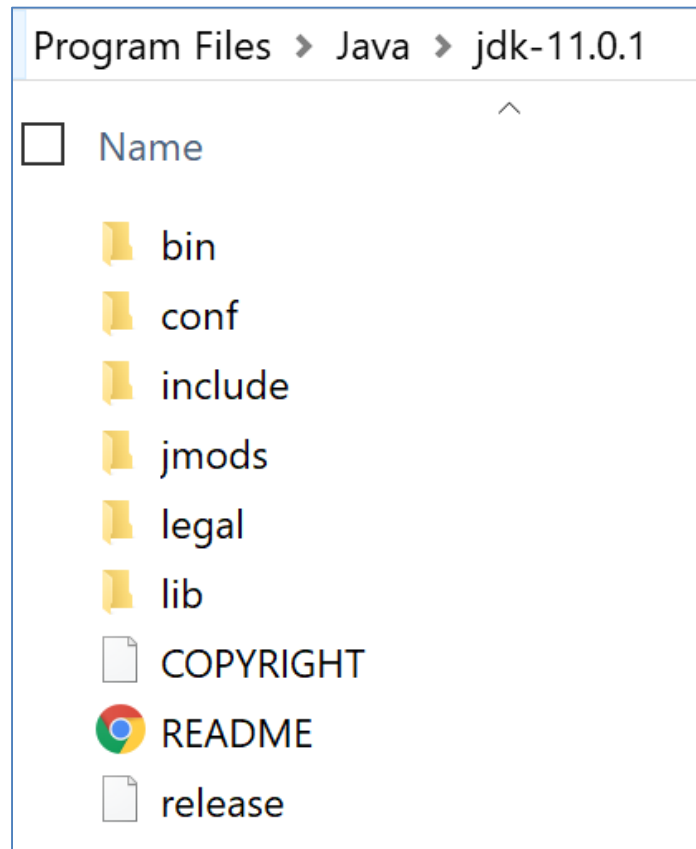 Program Files > Java > jdk-11.0.1
Name
bin
conf
include
jmods
legal
lib
COPYRIGHT
README
release